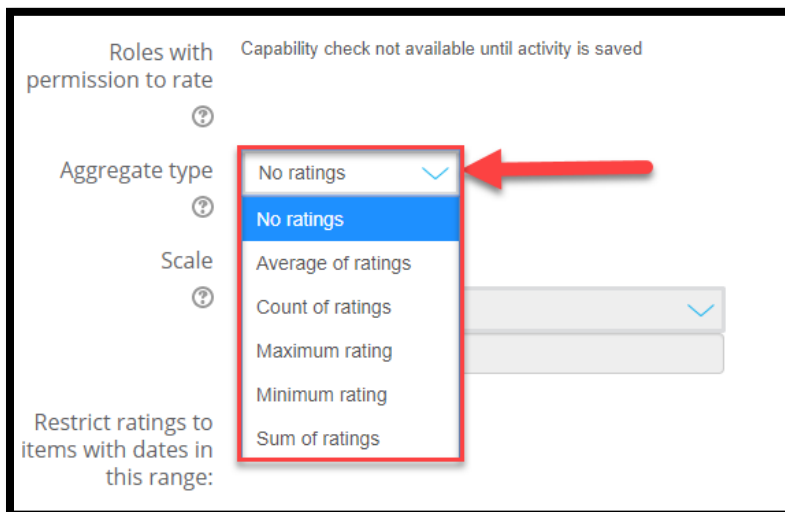 Roles with
permission to rate
Capability check not available until activity is saved
Aggregate type
No ratings
No ratings
Average of ratings
Count of ratings
Maximum rating
Minimum rating
Sum of ratings
Scale
Restrict ratings to
items with dates in
this range: